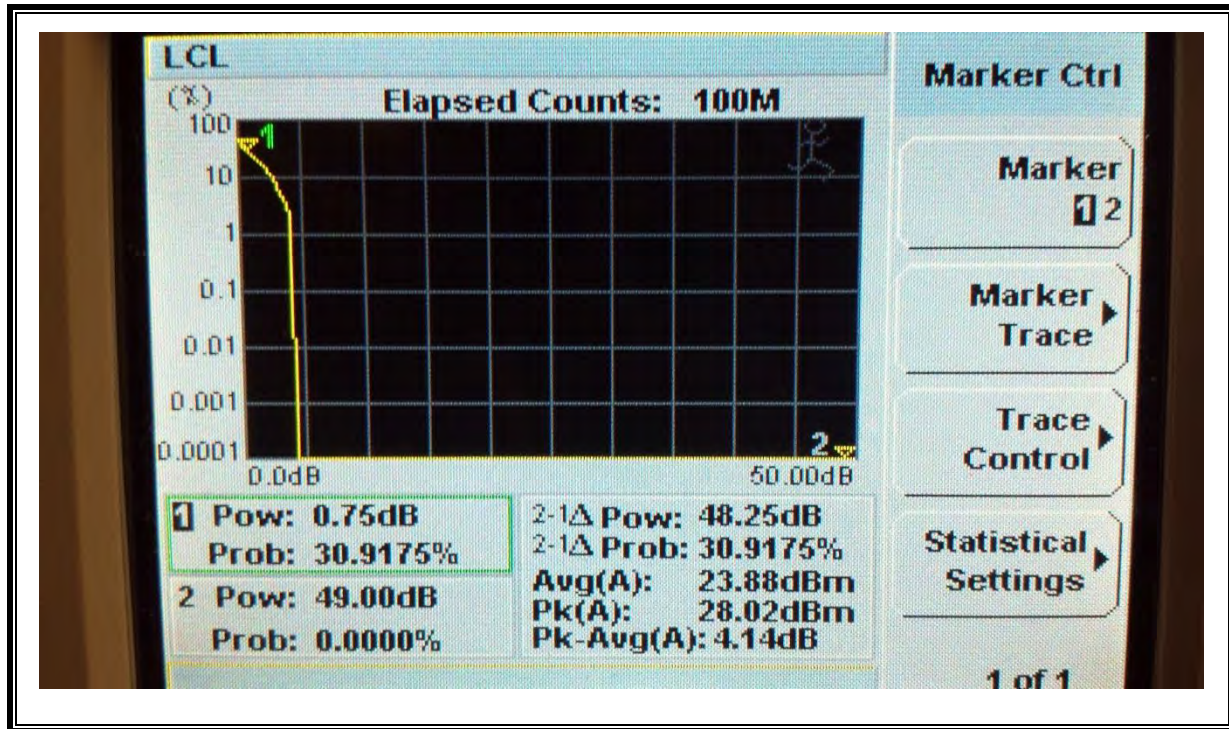 LCL
(%)
Elapsed Counts: 100M
100
10
1
0.1
0.01
0.001
0.0001
1
2
0.0dB
50.00dB
1 Pow: 0.75dB
Prob: 30.9175%
2 Pow: 49.00dB
Prob: 0.0000%
2-1Δ Pow: 48.25dB
2-1Δ Prob: 30.9175%
Avg(A): 23.88dBm
Pk(A): 28.02dBm
Pk-Avg(A): 4.14dB
Marker Ctrl
Marker
1 2
Marker
Trace
Trace
Control
Statistical
Settings
1 of 1